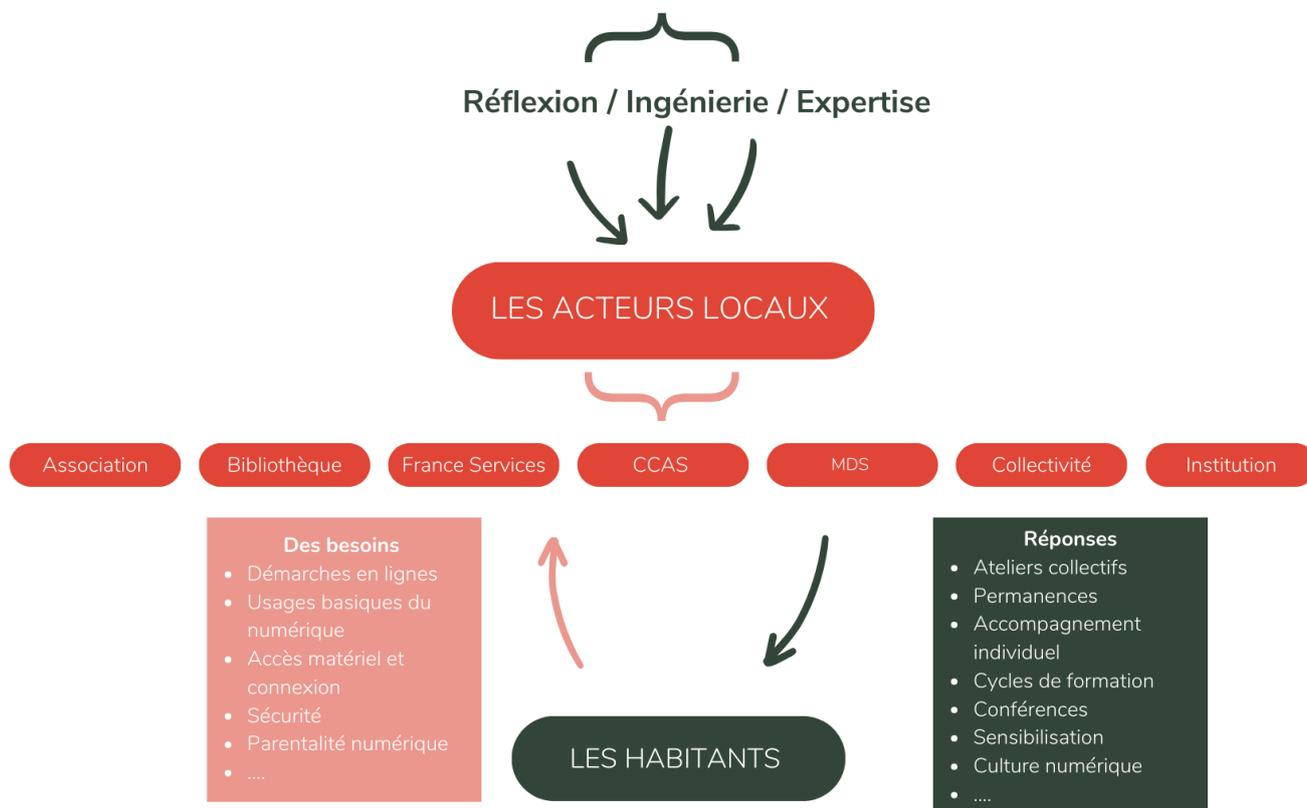 Réflexion / Ingénierie / Expertise
LES ACTEURS LOCAUX
Association
Bibliothèque
France Services
CCAS
MDS
Collectivité
Institution
Des besoins
• Démarches en lignes
• Usages basiques du
numérique
• Accès matériel et
connexion
• Sécurité
• Parentalité numérique
• ....
Réponses
• Ateliers collectifs
• Permanences
• Accompagnement
individuel
• Cycles de formation
• Conférences
• Sensibilisation
• Culture numérique
• ....
LES HABITANTS